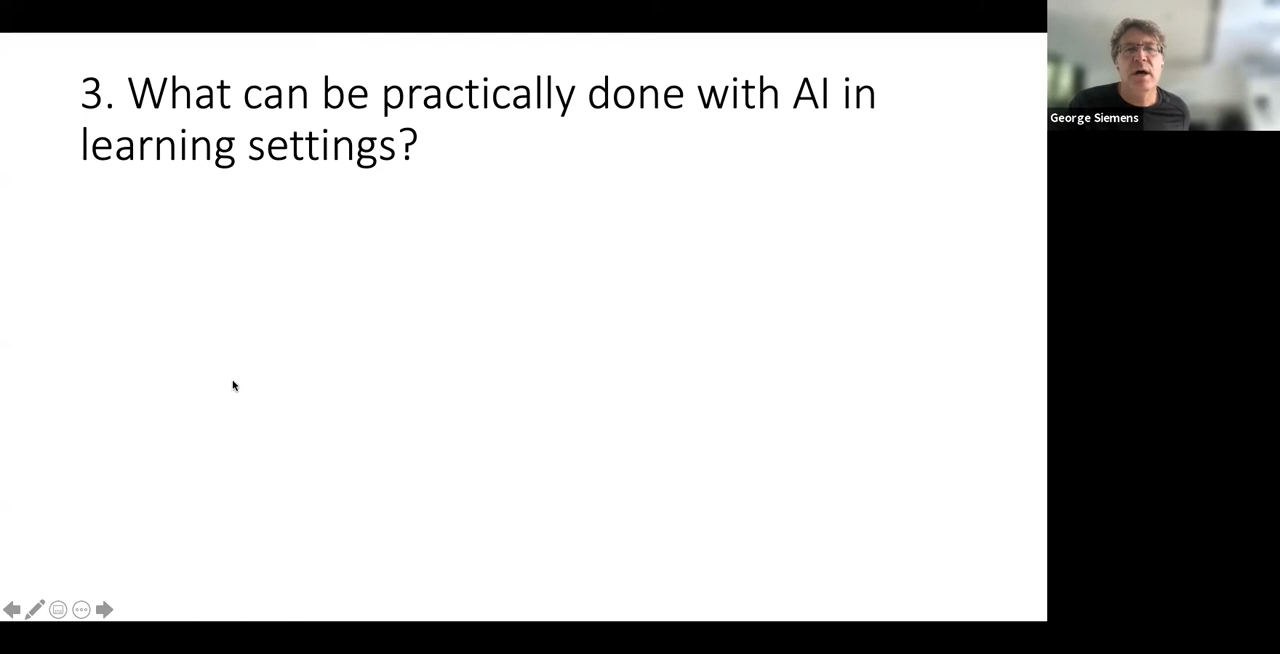 3. What can be practically done with AI in
learning settings?
George Siemens